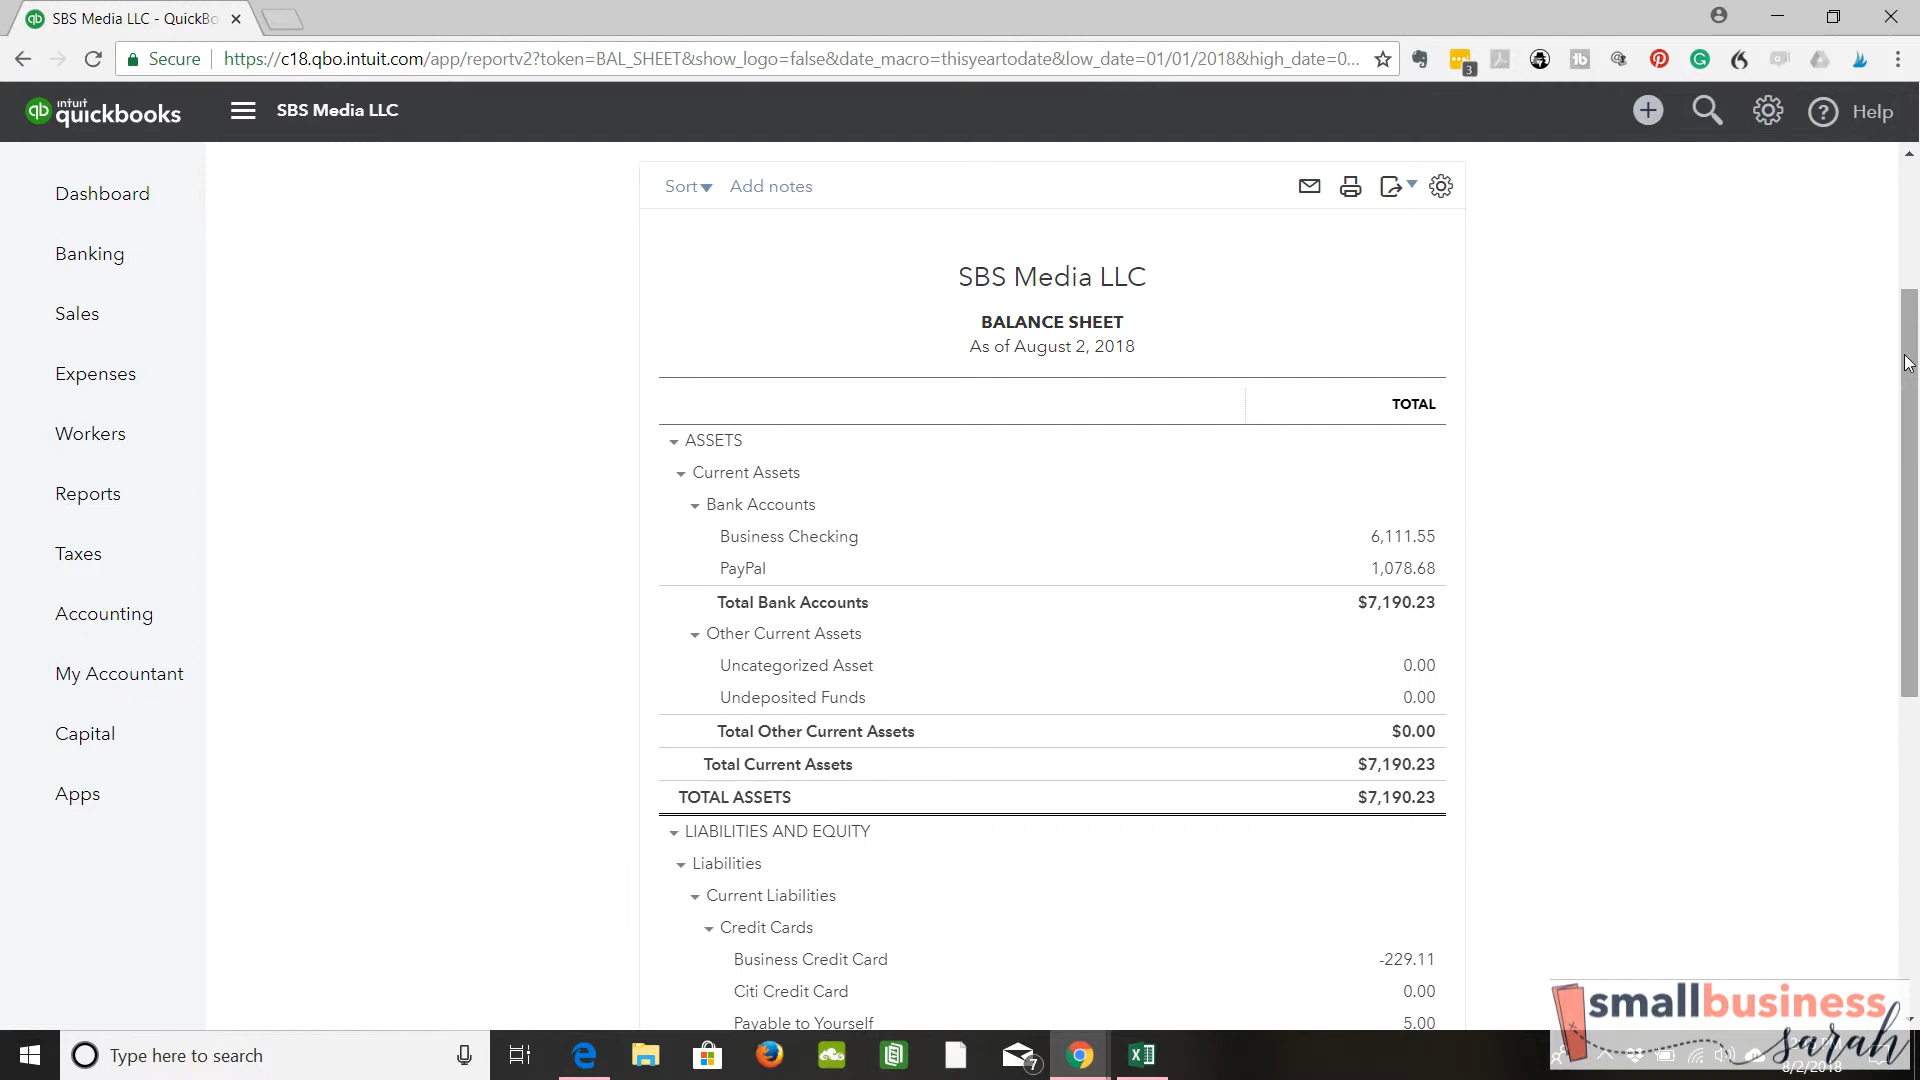 SBS Media LLC - QuickBo
Secure
https://c18.qbo.intuit.com/app/reportv2?token=BAL_SHEET&show_logo=false&date_macro=thisyeartodate&low_date=01/01/2018&high_date=0...
3
intuit
quickbooks
SBS Media LLC
Help
Dashboard
Banking
Sales
Expenses
Workers
Reports
Taxes
Accounting
My Accountant
Capital
Apps
Sort
Add notes
SBS Media LLC
BALANCE SHEET
As of August 2, 2018
TOTAL
ASSETS
Current Assets
Bank Accounts
Business Checking 6,111.55
PayPal 1,078.68
Total Bank Accounts $7,190.23
Other Current Assets
Uncategorized Asset 0.00
Undeposited Funds 0.00
Total Other Current Assets $0.00
Total Current Assets $7,190.23
TOTAL ASSETS $7,190.23
LIABILITIES AND EQUITY
Liabilities
Current Liabilities
Credit Cards
Business Credit Card -229.11
Citi Credit Card 0.00
Payable to Yourself 5.00
smallbusiness
sarah
Type here to search
7
8/2/2018